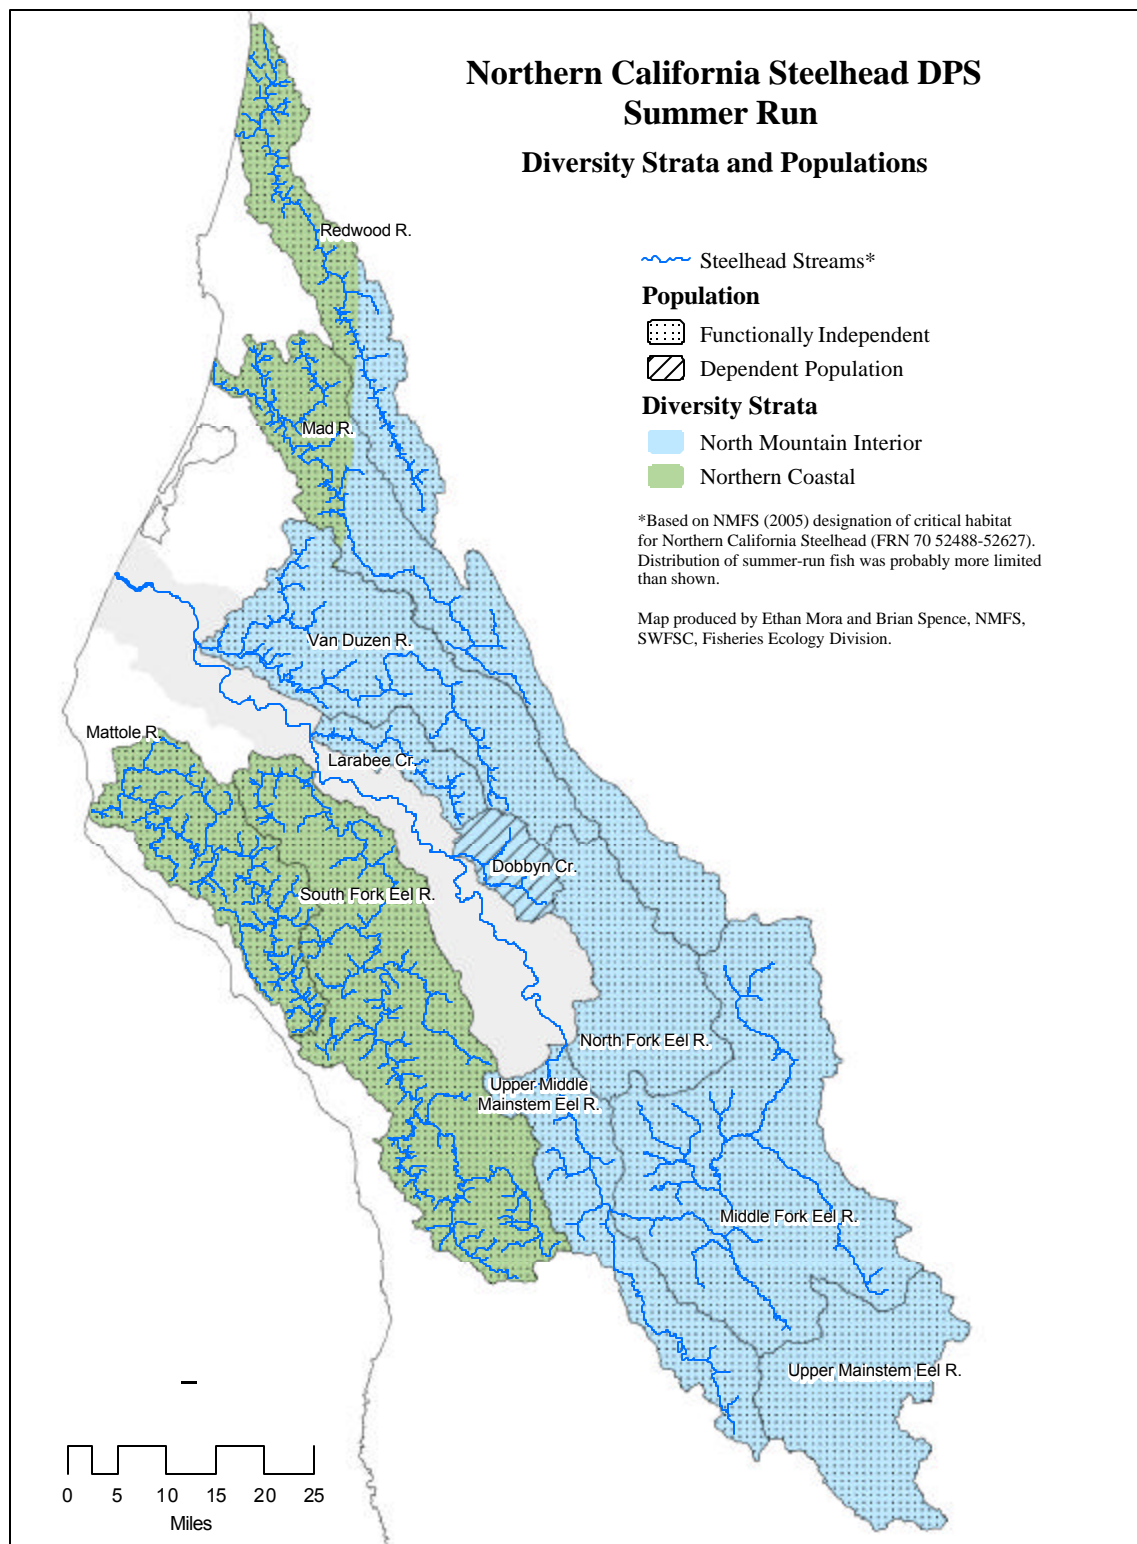 Northern California Steelhead DPS
Summer Run
Diversity Strata and Populations
Steelhead Streams*
Population
Functionally Independent
Dependent Population
Diversity Strata
North Mountain Interior
Northern Coastal
*Based on NMFS (2005) designation of critical habitat
for Northern California Steelhead (FRN 70 52488-52627).
Distribution of summer-run fish was probably more limited
than shown.
Map produced by Ethan Mora and Brian Spence, NMFS,
SWFSC, Fisheries Ecology Division.
Redwood R.
Mad R.
Van Duzen R.
Mattole R.
Larabee Cr.
Dobbyn Cr.
South Fork Eel R.
North Fork Eel R.
Upper Middle
Mainstem Eel R.
Middle Fork Eel R.
Upper Mainstem Eel R.
0 5 10 15 20 25
Miles